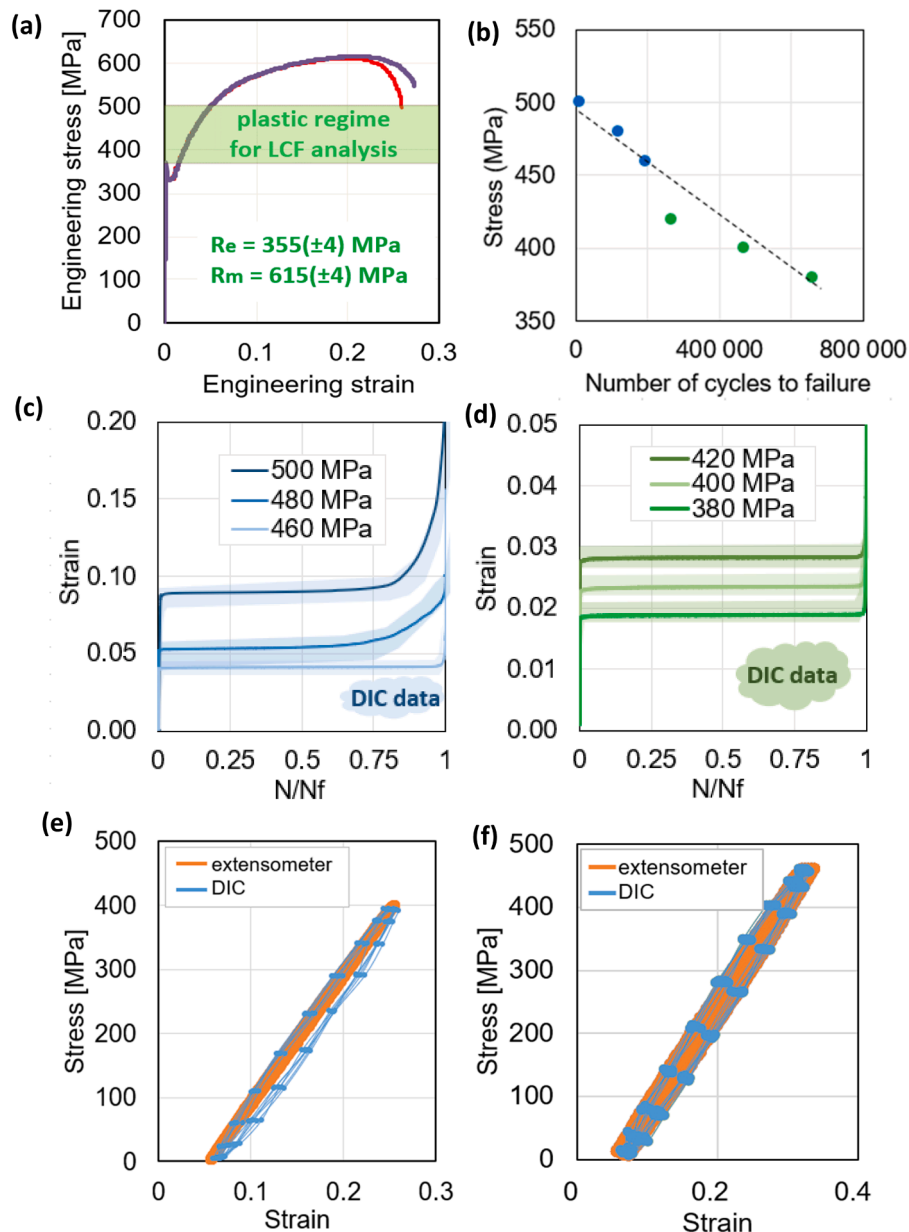 (a)
700
600
500
400
300
200
100
0
Engineering stress [MPa]
plastic regime
for LCF analysis
Re = 355(±4) MPa
Rm = 615(±4) MPa
0
0.1
0.2
0.3
Engineering strain
(b)
550
500
450
400
350
Stress (MPa)
0
400 000
800 000
Number of cycles to failure
(c)
0.20
0.15
0.10
0.05
0.00
Strain
500 MPa
480 MPa
460 MPa
DIC data
0
0.25
0.5
0.75
1
N/Nf
(d)
0.05
0.04
0.03
0.02
0.01
0.00
Strain
420 MPa
400 MPa
380 MPa
DIC data
0
0.25
0.5
0.75
1
N/Nf
(e)
500
400
300
200
100
0
Stress [MPa]
extensometer
DIC
0
0.1
0.2
0.3
Strain
(f)
500
400
300
200
100
0
Stress [MPa]
extensometer
DIC
0
0.2
0.4
Strain